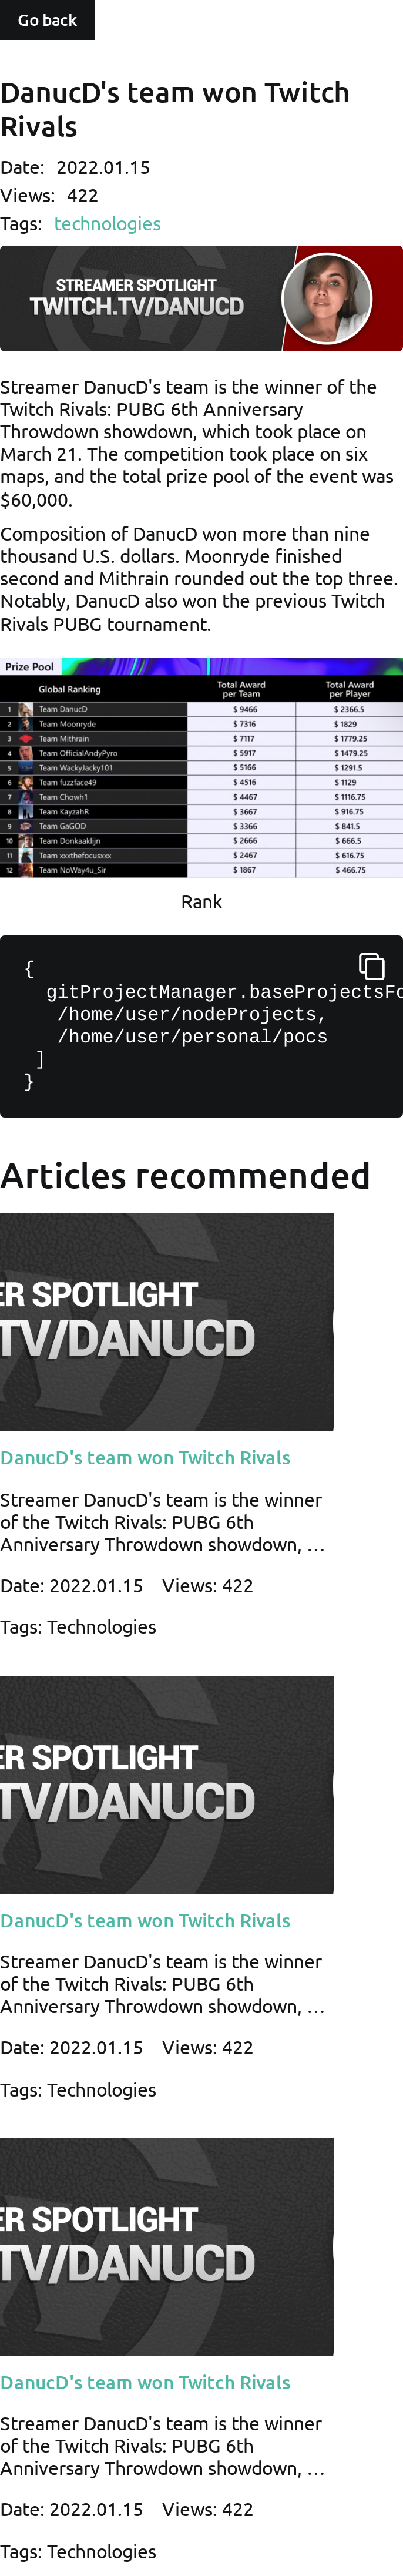 Go back
DanucD's team won Twitch
Rivals
Date: 2022.01.15
Views: 422
Tags: technologies
STREAMER SPOTLIGHT
TWITCH.TV/DANUCD
Streamer DanucD's team is the winner of the
Twitch Rivals: PUBG 6th Anniversary
Throwdown showdown, which took place on
March 21. The competition took place on six
maps, and the total prize pool of the event was
$60,000.
Composition of DanucD won more than nine
thousand U.S. dollars. Moonryde finished
second and Mithrain rounded out the top three.
Notably, DanucD also won the previous Twitch
Rivals PUBG tournament.
Prize Pool
Global Ranking Total Award per Team Total Award per Player
1 Team DanucD $ 9466 $ 2366.5
2 Team Moonryde $ 7316 $ 1829
3 Team Mithrain $ 7117 $ 1779.25
4 Team OfficialAndyPyro $ 5917 $ 1479.25
5 Team WackyJacky101 $ 5166 $ 1291.5
6 Team fuzzface49 $ 4516 $ 1129
7 Team Chowh1 $ 4467 $ 1116.75
8 Team KayzahR $ 3667 $ 916.75
9 Team GaGOD $ 3366 $ 841.5
10 Team Donkaaklijn $ 2666 $ 666.5
11 Team xxxthefocusxxx $ 2467 $ 616.75
12 Team NoWay4u_Sir $ 1867 $ 466.75
Rank
{
gitProjectManager.baseProjectsFo
/home/user/nodeProjects,
/home/user/personal/pocs
]
}
Articles recommended
ER SPOTLIGHT
TV/DANUCD
DanucD's team won Twitch Rivals
Streamer DanucD's team is the winner
of the Twitch Rivals: PUBG 6th
Anniversary Throwdown showdown, …
Date: 2022.01.15 Views: 422
Tags: Technologies
ER SPOTLIGHT
TV/DANUCD
DanucD's team won Twitch Rivals
Streamer DanucD's team is the winner
of the Twitch Rivals: PUBG 6th
Anniversary Throwdown showdown, …
Date: 2022.01.15 Views: 422
Tags: Technologies
ER SPOTLIGHT
TV/DANUCD
DanucD's team won Twitch Rivals
Streamer DanucD's team is the winner
of the Twitch Rivals: PUBG 6th
Anniversary Throwdown showdown, …
Date: 2022.01.15 Views: 422
Tags: Technologies